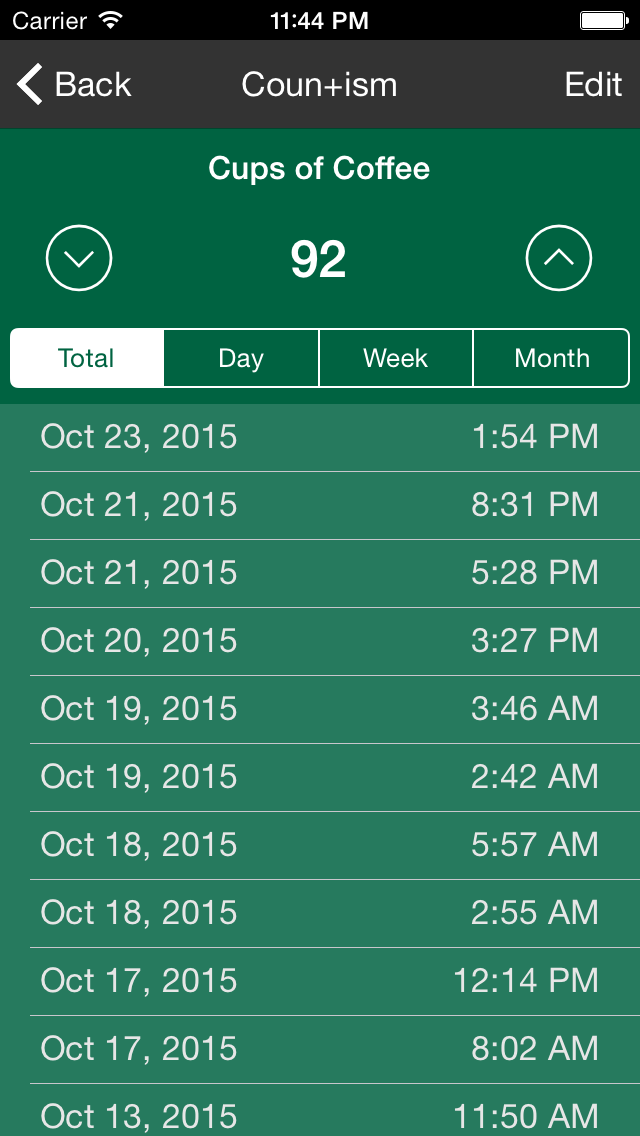 Carrier 11:44 PM
Back Coun+ism Edit
Cups of Coffee
92
Total Day Week Month
Oct 23, 2015 1:54 PM
Oct 21, 2015 8:31 PM
Oct 21, 2015 5:28 PM
Oct 20, 2015 3:27 PM
Oct 19, 2015 3:46 AM
Oct 19, 2015 2:42 AM
Oct 18, 2015 5:57 AM
Oct 18, 2015 2:55 AM
Oct 17, 2015 12:14 PM
Oct 17, 2015 8:02 AM
Oct 13, 2015 11:50 AM